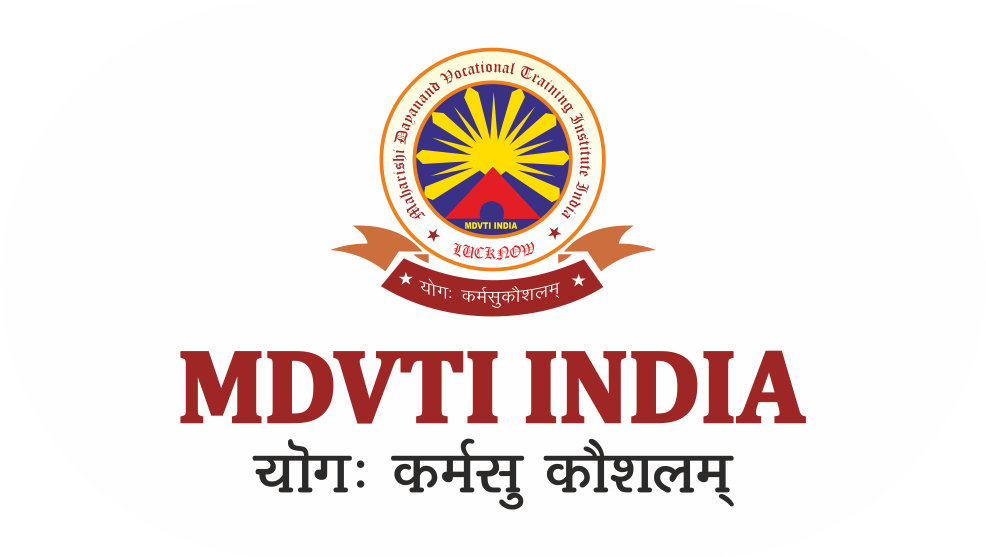 Maharishi Dayanand Vocational Training Institute India
MDVTI INDIA
LUCKNOW
योगः कर्मसुकौशलम्
MDVTI INDIA
यॊगः कर्मसु कौशलम्